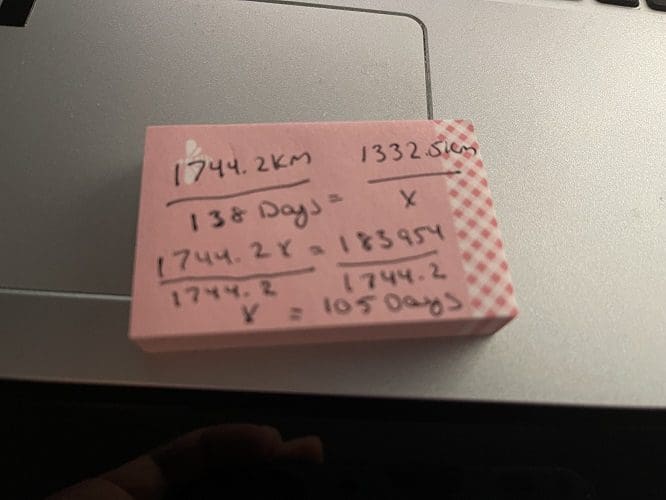 1744.2KM 1332.5km
138 Days = X
1744.2X = 183954
1744.2 1744.2
X = 105 Days